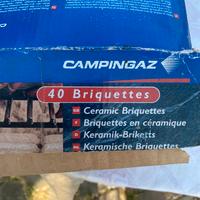 CAMPINGAZ
40 Briquettes
Ceramic Briquettes
Briquettes en céramique
Keramik-Briketts
Keramische Briquettes